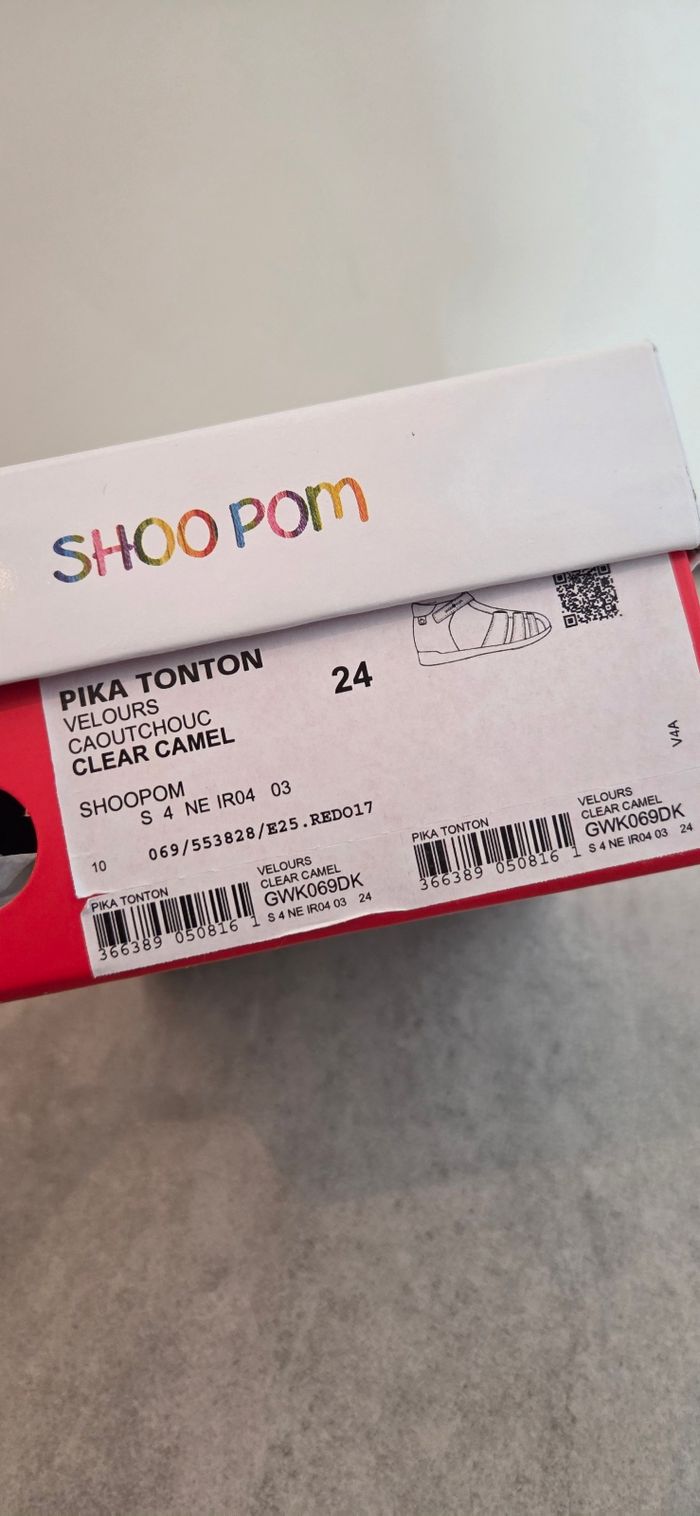 SHOO POM
PIKA TONTON 24
VELOURS
CAOUTCHOUC
CLEAR CAMEL
SHOOPOM
S 4 NE IR04 03
10 069/553828/E25.REDO17
V4A
PIKA TONTON
366389 050816 1
VELOURS
CLEAR CAMEL
GWK069DK
S 4 NE IR04 03 24
PIKA TONTON
366389 050816 1
VELOURS
CLEAR CAMEL
GWK069DK
S 4 NE IR04 03 24